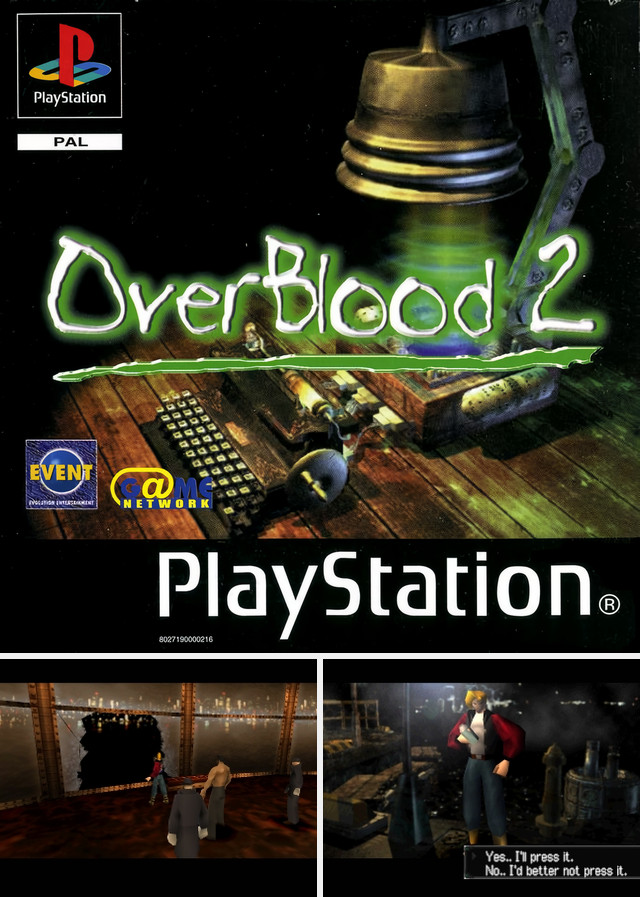 PlayStation
PAL
OverBlood 2
EVENT
EVOLUTION ENTERTAINMENT
G@ME
NETWORK
PlayStation®
8027190000216
Yes.. I'll press it.
No.. I'd better not press it.